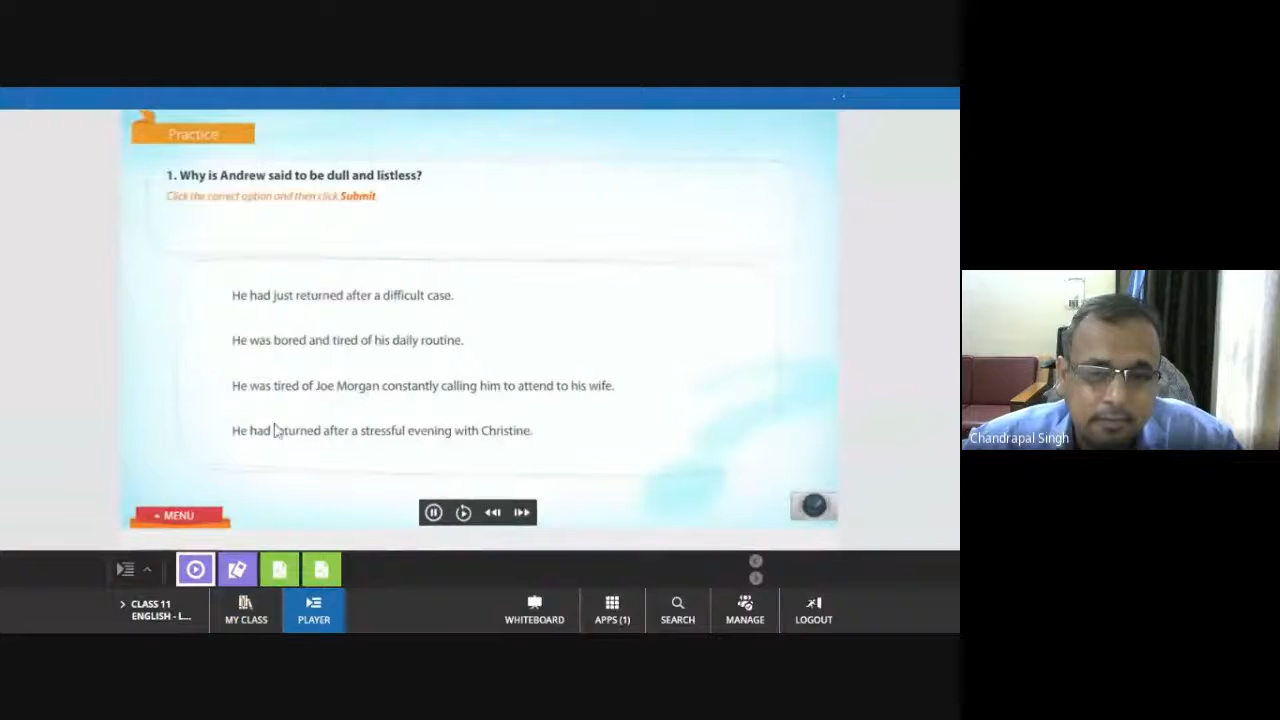 Practice
1. Why is Andrew said to be dull and listless?
Click the correct option and then click Submit
He had just returned after a difficult case.
He was bored and tired of his daily routine.
He was tired of Joe Morgan constantly calling him to attend to his wife.
He had returned after a stressful evening with Christine.
Chandrapal Singh
MENU
CLASS 11
ENGLISH - L...
MY CLASS
PLAYER
WHITEBOARD
APPS (1)
SEARCH
MANAGE
LOGOUT